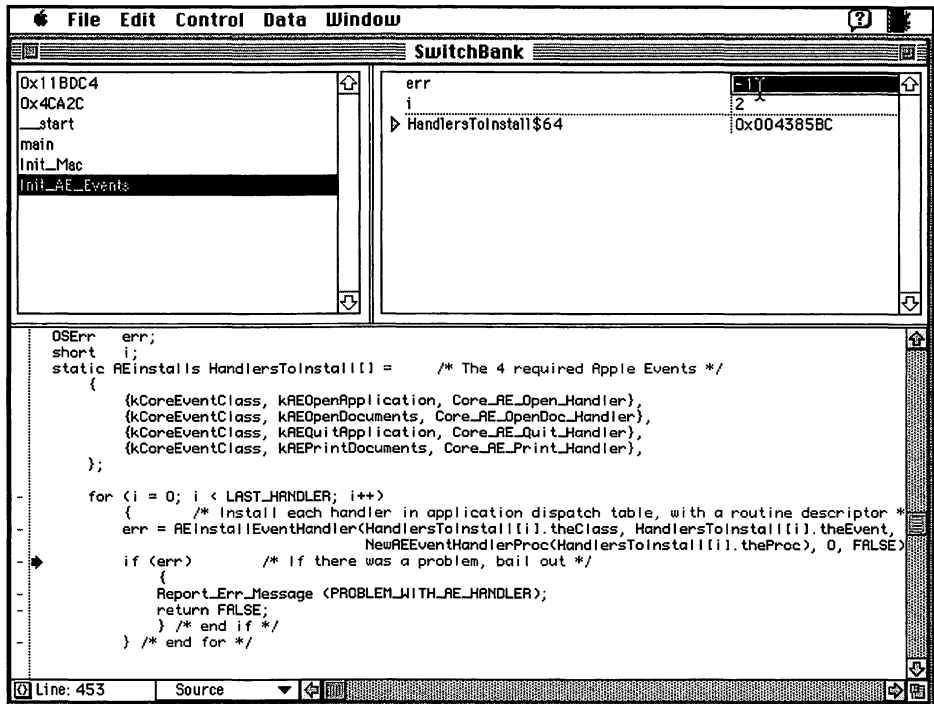 File Edit Control Data Window
SwitchBank
0x11BDC4
0x4CA2C
__start
main
Init_Mac
Init_AE_Events
err -1
i 2
HandlersToInstall$64 0x004385BC
OSErr err;
short i;
static AEinstalls HandlersToInstall[] = /* The 4 required Apple Events */
{
{kCoreEventClass, kAEOpenApplication, Core_AE_Open_Handler},
{kCoreEventClass, kAEOpenDocuments, Core_AE_OpenDoc_Handler},
{kCoreEventClass, kAEQuitApplication, Core_AE_Quit_Handler},
{kCoreEventClass, kAEPrintDocuments, Core_AE_Print_Handler},
};
for (i = 0; i < LAST_HANDLER; i++)
{ /* Install each handler in application dispatch table, with a routine descriptor *
err = AEInstallEventHandler(HandlersToInstall[i].theClass, HandlersToInstall[i].theEvent,
NewAEEventHandlerProc(HandlersToInstall[i].theProc), 0, FALSE)
if (err) /* If there was a problem, bail out */
{
Report_Err_Message (PROBLEM_WITH_AE_HANDLER);
return FALSE;
} /* end if */
} /* end for */
Line: 453 Source